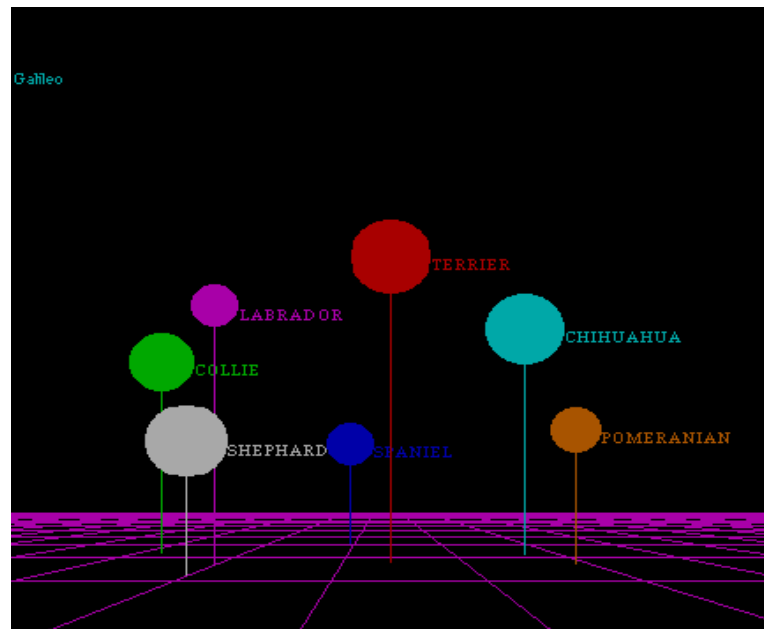 Galileo
TERRIER
LABRADOR
CHIHUAHUA
COLLIE
POMERANIAN
SHEPHARD
SPANIEL